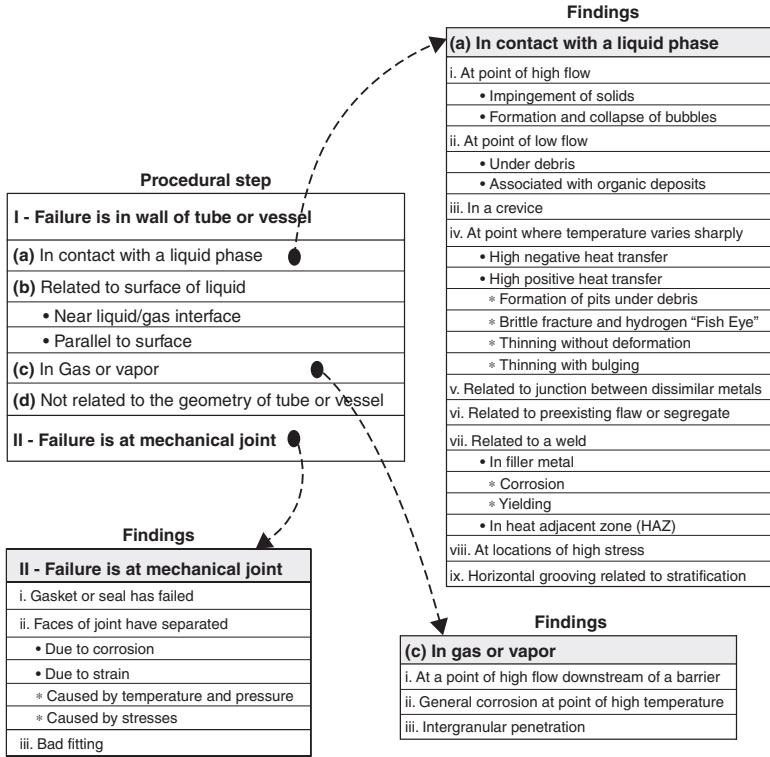 Procedural step
I - Failure is in wall of tube or vessel
(a) In contact with a liquid phase
(b) Related to surface of liquid
• Near liquid/gas interface
• Parallel to surface
(c) In Gas or vapor
(d) Not related to the geometry of tube or vessel
II - Failure is at mechanical joint
Findings
(a) In contact with a liquid phase
i. At point of high flow
• Impingement of solids
• Formation and collapse of bubbles
ii. At point of low flow
• Under debris
• Associated with organic deposits
iii. In a crevice
iv. At point where temperature varies sharply
• High negative heat transfer
• High positive heat transfer
* Formation of pits under debris
* Brittle fracture and hydrogen “Fish Eye”
* Thinning without deformation
* Thinning with bulging
v. Related to junction between dissimilar metals
vi. Related to preexisting flaw or segregate
vii. Related to a weld
• In filler metal
* Corrosion
* Yielding
• In heat adjacent zone (HAZ)
viii. At locations of high stress
ix. Horizontal grooving related to stratification
Findings
II - Failure is at mechanical joint
i. Gasket or seal has failed
ii. Faces of joint have separated
• Due to corrosion
• Due to strain
* Caused by temperature and pressure
* Caused by stresses
iii. Bad fitting
Findings
(c) In gas or vapor
i. At a point of high flow downstream of a barrier
ii. General corrosion at point of high temperature
iii. Intergranular penetration